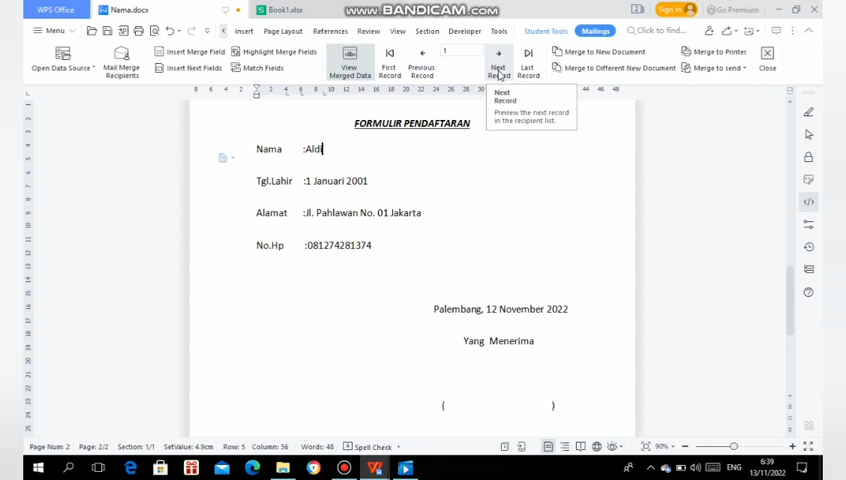 WPS Office
Nama.docx
Book1.xlsx
www.BANDICAM.com
Sign in
Go Premium
Menu
Insert
Page Layout
References
Review
View
Section
Developer
Tools
Student Tools
Mailings
Click to find...
Open Data Source
Mail Merge Recipients
Insert Merge Field
Insert Next Fields
Highlight Merge Fields
Match Fields
View Merged Data
First Record
Previous Record
1
Next Record
Last Record
Merge to New Document
Merge to Different New Document
Merge to Printer
Merge to send
Close
Next
Record
Preview the next record
in the recipient list.
FORMULIR PENDAFTARAN
Nama :Aldi
Tgl.Lahir :1 Januari 2001
Alamat :Jl. Pahlawan No. 01 Jakarta
No.Hp :081274281374
Palembang, 12 November 2022
Yang Menerima
( )
Page Num: 2 Page: 2/2 Section: 1/1 SetValue: 4.9cm Row: 5 Column: 36 Words: 48 Spell Check
90%
ENG
6:39
13/11/2022